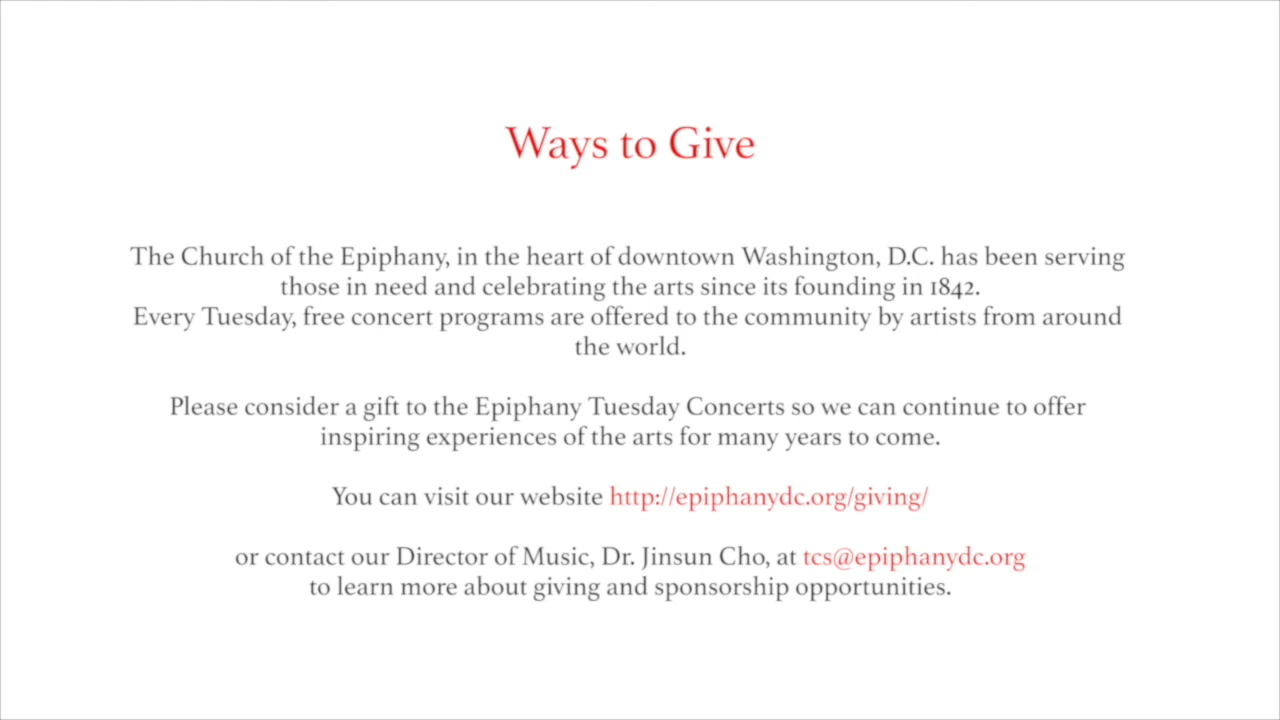 Ways to Give
The Church of the Epiphany, in the heart of downtown Washington, D.C. has been serving
those in need and celebrating the arts since its founding in 1842.
Every Tuesday, free concert programs are offered to the community by artists from around
the world.
Please consider a gift to the Epiphany Tuesday Concerts so we can continue to offer
inspiring experiences of the arts for many years to come.
You can visit our website http://epiphanydc.org/giving/
or contact our Director of Music, Dr. Jinsun Cho, at tcs@epiphanydc.org
to learn more about giving and sponsorship opportunities.